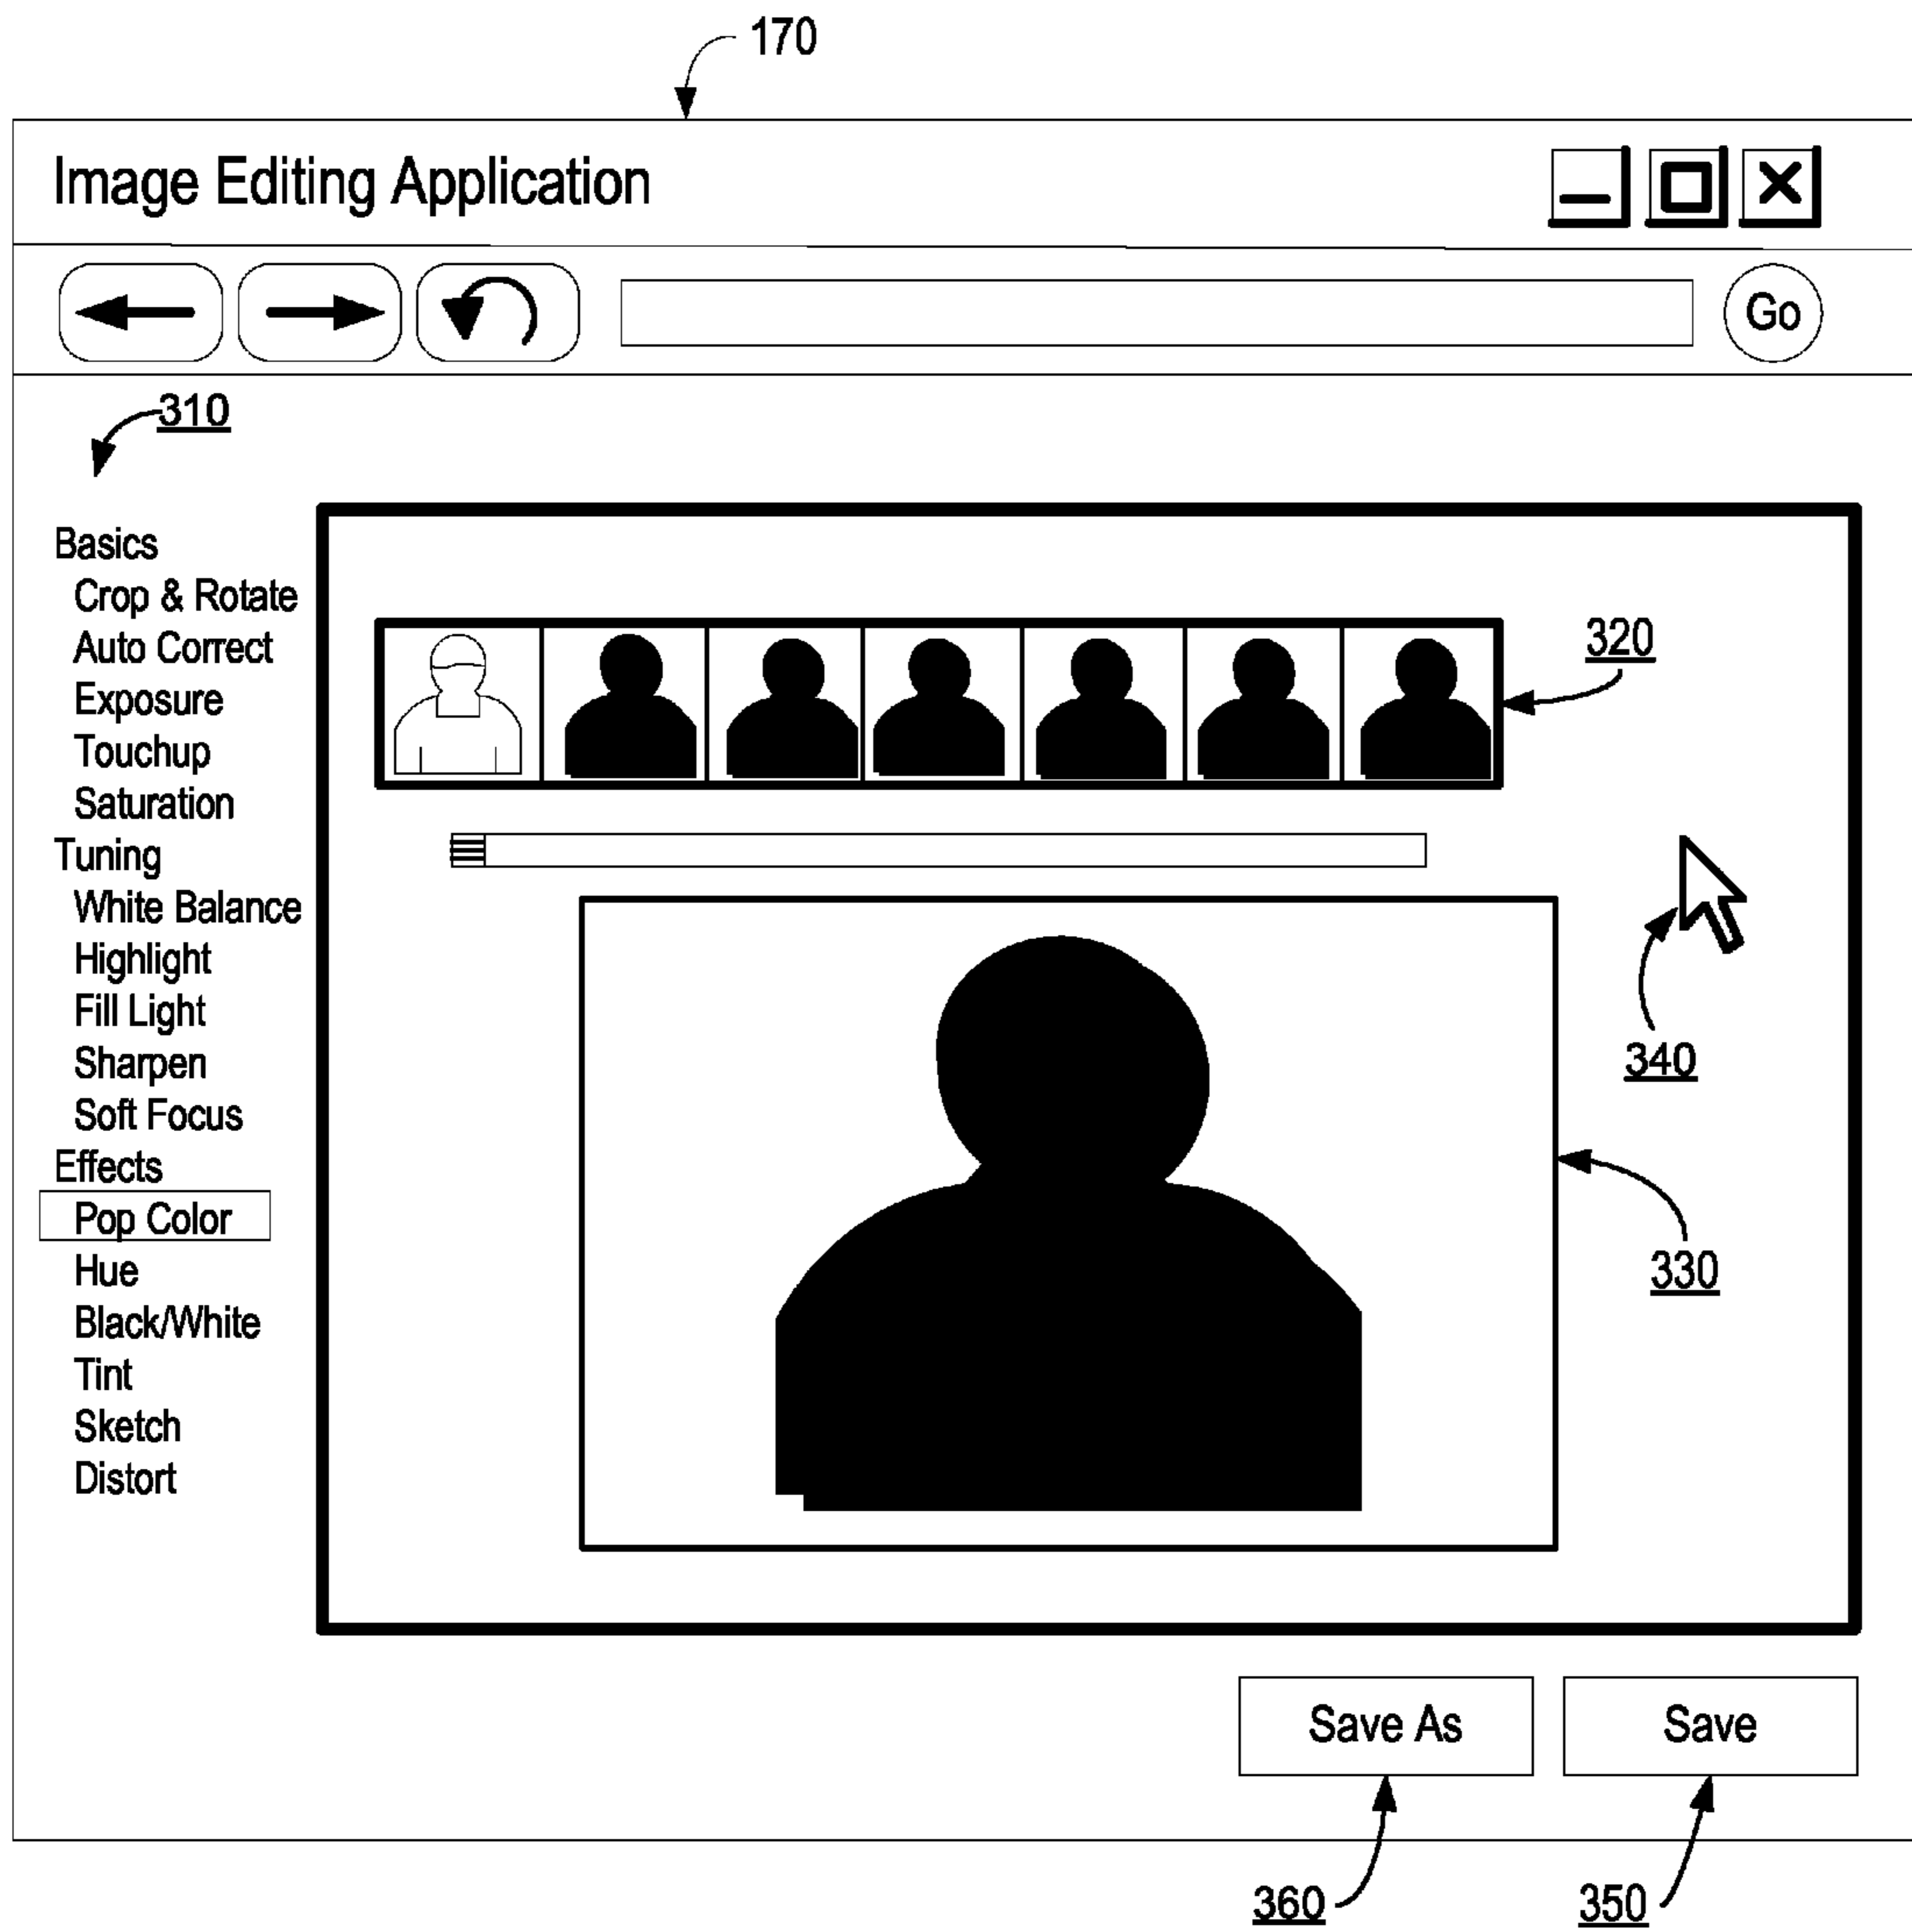 170
Image Editing Application
Go
310
Basics
Crop & Rotate
Auto Correct
Exposure
Touchup
Saturation
Tuning
White Balance
Highlight
Fill Light
Sharpen
Soft Focus
Effects
Pop Color
Hue
Black/White
Tint
Sketch
Distort
320
340
330
Save As
Save
360
350